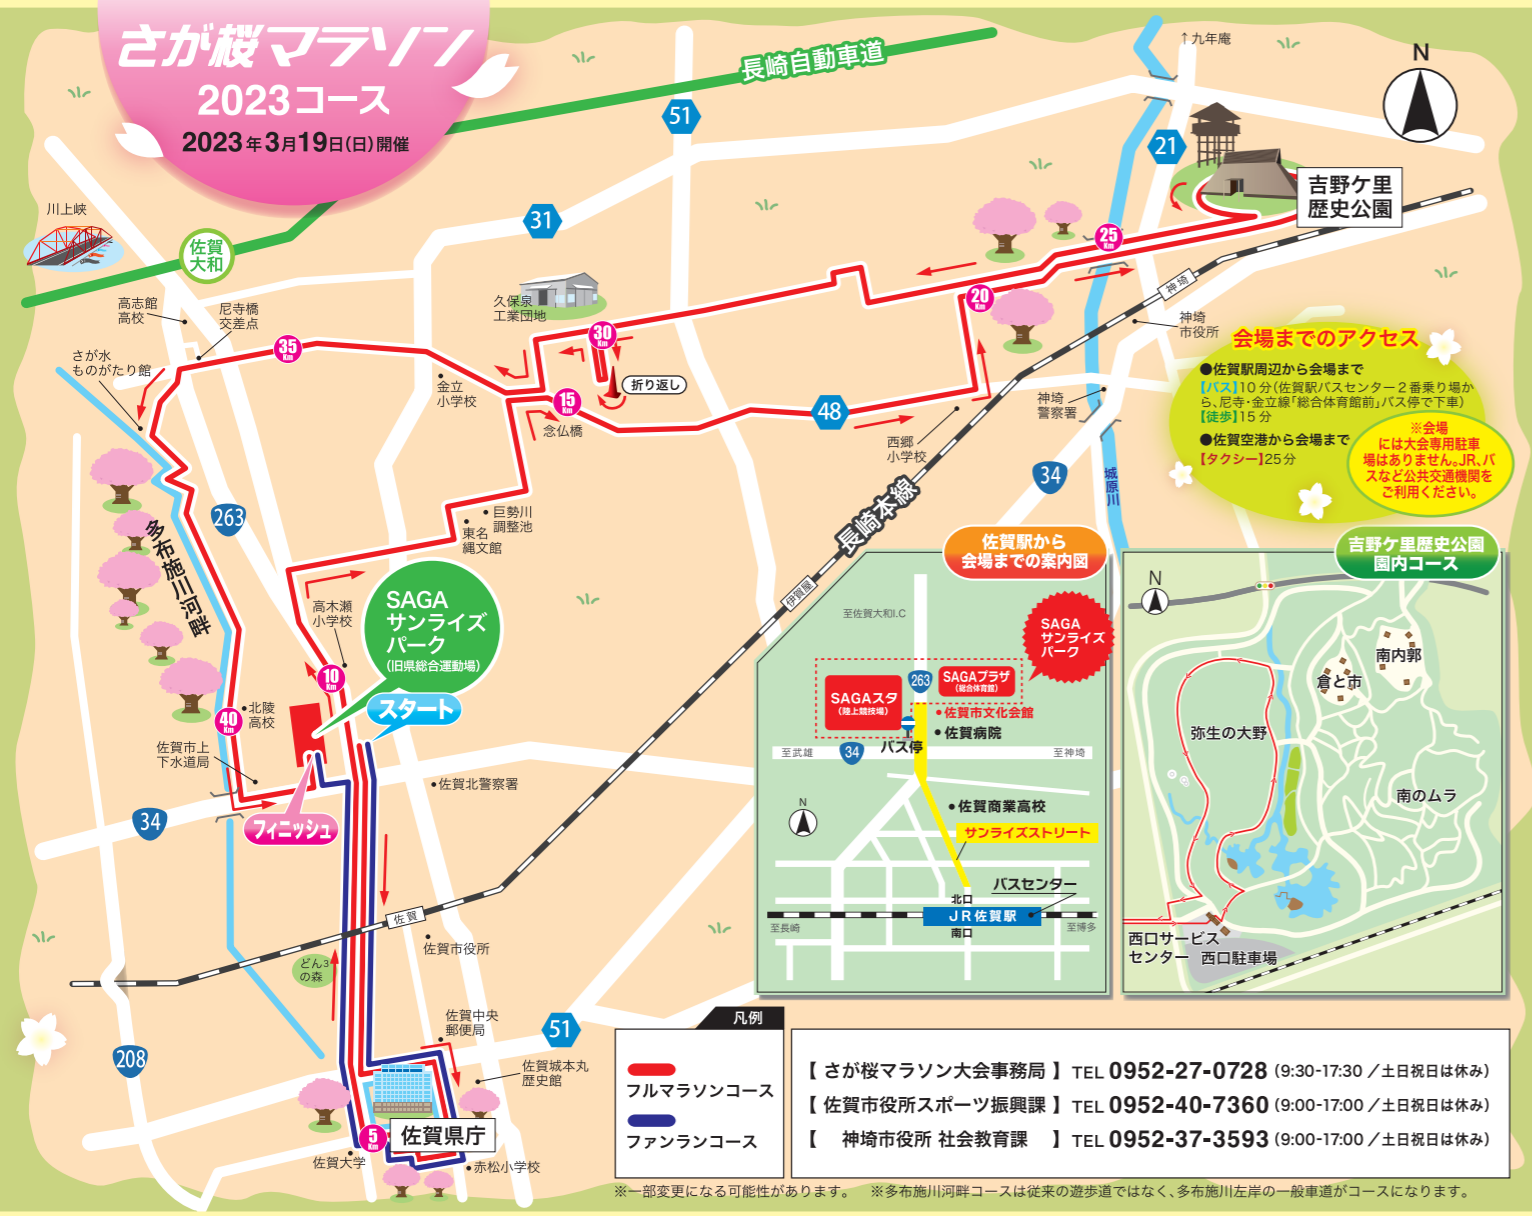 さが桜マラソン
2023コース
2023年3月19日(日)開催
長崎自動車道
↑九年庵
N
51
21
31
吉野ケ里
歴史公園
川上峡
佐賀
大和
25
Km
20
Km
神埼
神埼
市役所
高志館
高校
尼寺橋
交差点
久保泉
工業団地
30
Km
35
Km
さが水
ものがたり館
金立
小学校
折り返し
15
Km
念仏橋
48
西郷
小学校
神埼
警察署
34
城原川
会場までのアクセス
●佐賀駅周辺から会場まで
【バス】10分(佐賀駅バスセンター2番乗り場か
ら、尼寺・金立線「総合体育館前」バス停で下車)
【徒歩】15分
●佐賀空港から会場まで
【タクシー】25分
※会場
には大会専用駐車
場はありません。JR、バ
スなど公共交通機関を
ご利用ください。
263
多布施川河畔
巨勢川
調整池
東名
縄文館
長崎本線
伊賀屋
高木瀬
小学校
SAGA
サンライズ
パーク
(旧県総合運動場)
スタート
10
Km
北陵
高校
40
Km
佐賀市上
下水道局
34
フィニッシュ
佐賀北警察署
佐賀
佐賀市役所
どん3
の森
佐賀中央
郵便局
51
208
佐賀城本丸
歴史館
5
Km
佐賀県庁
佐賀大学
赤松小学校
佐賀駅から
会場までの案内図
至佐賀大和I.C
SAGA
サンライズ
パーク
263
SAGAプラザ
(総合体育館)
SAGAスタ
(陸上競技場)
●佐賀市文化会館
●佐賀病院
バス停
至武雄
34
至神埼
N
●佐賀商業高校
サンライズストリート
バスセンター
北口
JR佐賀駅
南口
至長崎
至博多
吉野ケ里歴史公園
園内コース
N
南内郭
倉と市
弥生の大野
南のムラ
西口サービス
センター
西口駐車場
凡例
フルマラソンコース
ファンランコース
【 さが桜マラソン大会事務局 】 TEL 0952-27-0728 (9:30-17:30 /土日祝日は休み)
【 佐賀市役所スポーツ振興課 】 TEL 0952-40-7360 (9:00-17:00 /土日祝日は休み)
【 神埼市役所 社会教育課 】 TEL 0952-37-3593 (9:00-17:00 /土日祝日は休み)
※一部変更になる可能性があります。 ※多布施川河畔コースは従来の遊歩道ではなく、多布施川左岸の一般車道がコースになります。